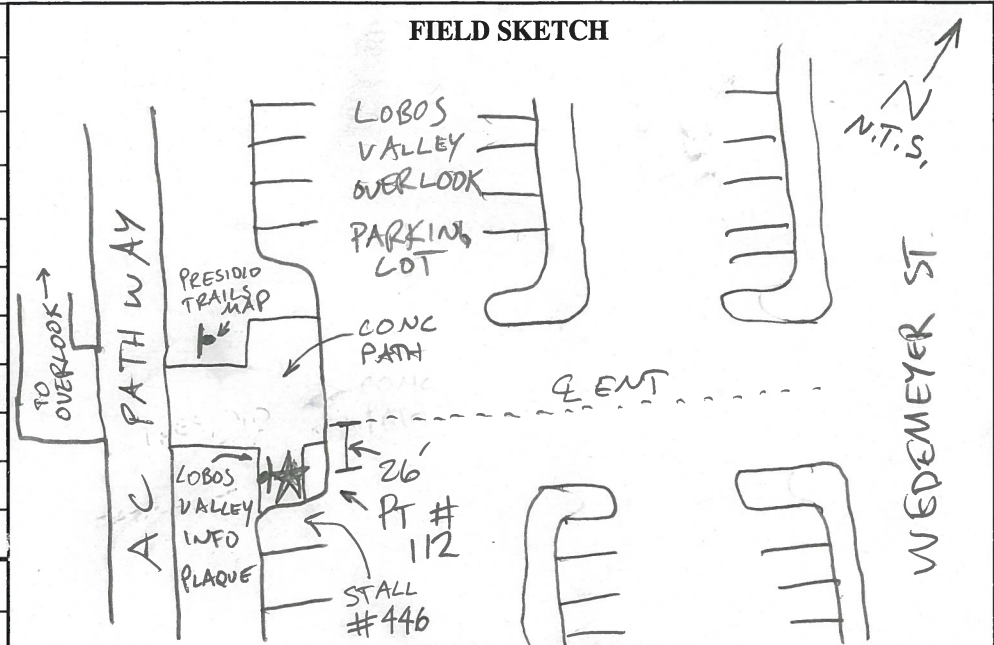 FIELD SKETCH
N
N.T.S.
LOBOS
VALLEY
OVERLOOK
PARKING
LOT
PRESIDIO
TRAILS
MAP
TO
OVERLOOK →
AC PATHWAY
CONC
PATH
℄ ENT
WEDEMEYER ST.
26'
PT #
112
LOBOS
VALLEY
INFO
PLAQUE
STALL
#446